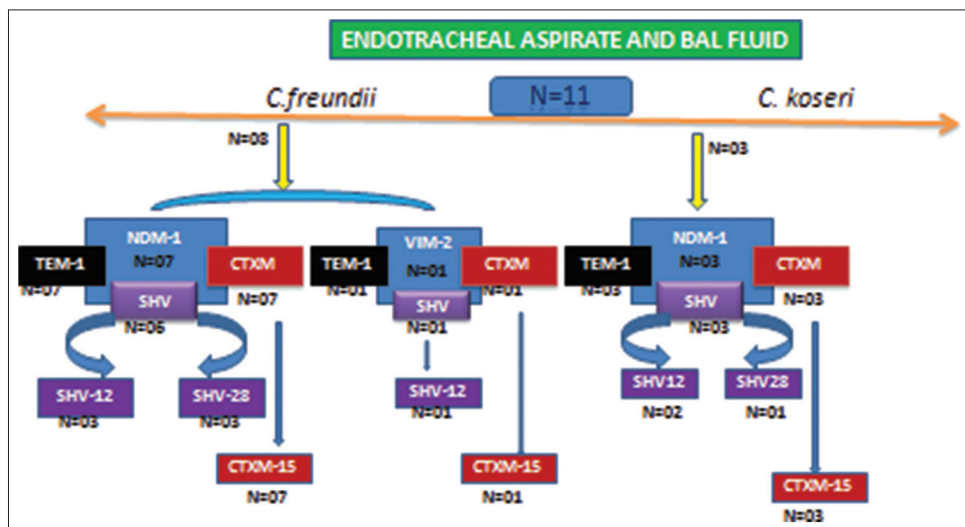 ENDOTRACHEAL ASPIRATE AND BAL FLUID
C.freundii
N=11
C. koseri
N=08
N=03
NDM-1
N=07
TEM-1
N=07
CTXM
N=07
SHV
N=06
SHV-12
N=03
SHV-28
N=03
CTXM-15
N=07
VIM-2
N=01
TEM-1
N=01
CTXM
N=01
SHV
N=01
SHV-12
N=01
CTXM-15
N=01
NDM-1
N=03
TEM-1
N=03
CTXM
N=03
SHV
N=03
SHV12
N=02
SHV28
N=01
CTXM-15
N=03